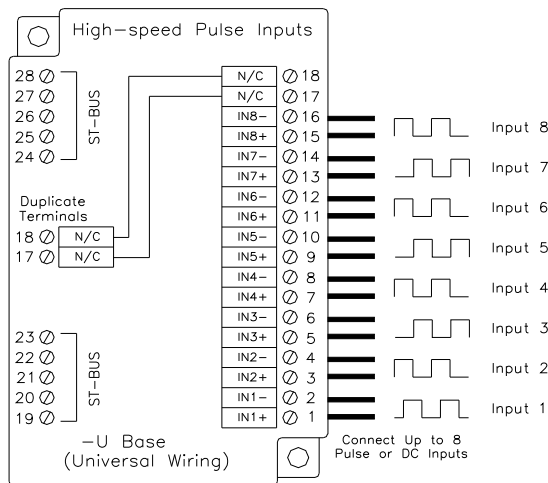 High-speed Pulse Inputs
28
27
26
25
24
ST-BUS
Duplicate
Terminals
18 N/C
17 N/C
23
22
21
20
19
ST-BUS
N/C 18
N/C 17
IN8- 16
IN8+ 15
IN7- 14
IN7+ 13
IN6- 12
IN6+ 11
IN5- 10
IN5+ 9
IN4- 8
IN4+ 7
IN3- 6
IN3+ 5
IN2- 4
IN2+ 3
IN1- 2
IN1+ 1
Input 8
Input 7
Input 6
Input 5
Input 4
Input 3
Input 2
Input 1
-U Base
(Universal Wiring)
Connect Up to 8
Pulse or DC Inputs